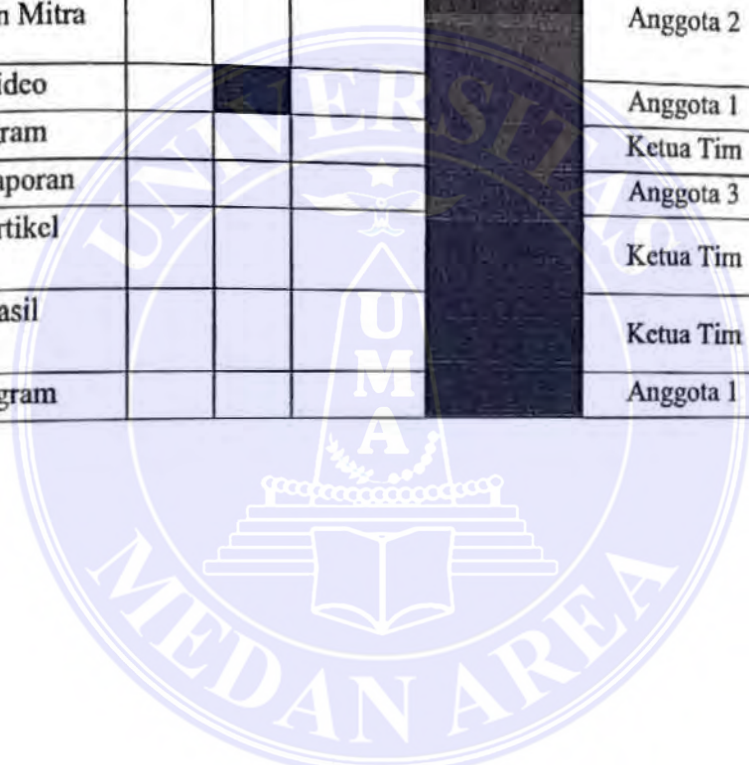 n Mitra Anggota 2
ideo Anggota 1
ram Ketua Tim
aporan Anggota 3
rtikel Ketua Tim
asil Ketua Tim
gram Anggota 1
UNIVERSITAS
U
M
A
MEDAN AREA